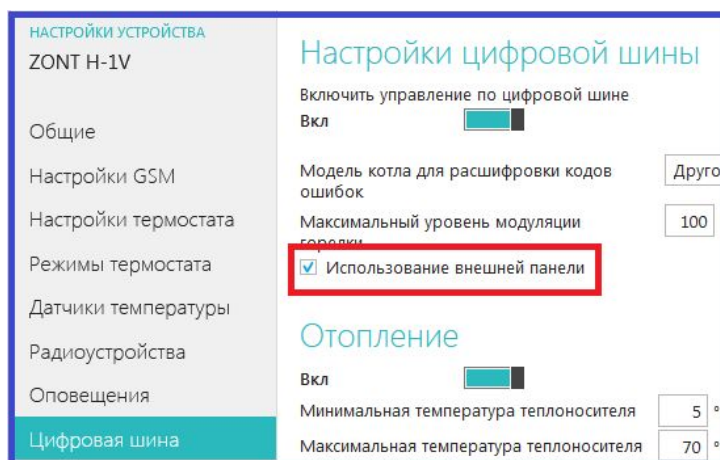 НАСТРОЙКИ УСТРОЙСТВА
ZONT H-1V
Общие
Настройки GSM
Настройки термостата
Режимы термостата
Датчики температуры
Радиоустройства
Оповещения
Цифровая шина
Настройки цифровой шины
Включить управление по цифровой шине
Вкл
Модель котла для расшифровки кодов Друго
ошибок
Максимальный уровень модуляции 100
горелки
Использование внешней панели
Отопление
Вкл
Минимальная температура теплоносителя 5 °
Максимальная температура теплоносителя 70 °